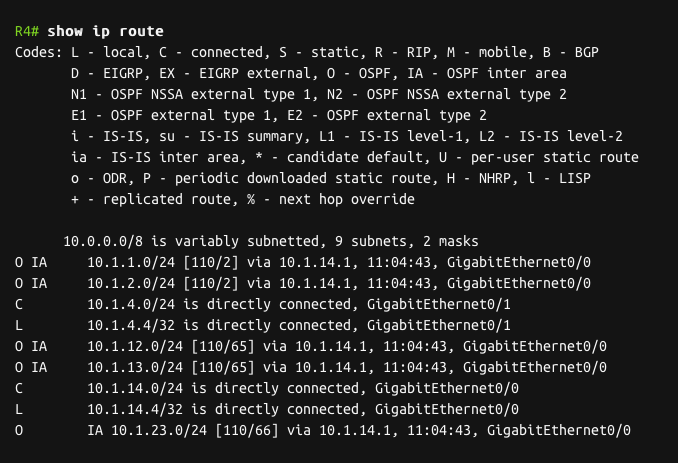 R4# show ip route
Codes: L - local, C - connected, S - static, R - RIP, M - mobile, B - BGP
       D - EIGRP, EX - EIGRP external, O - OSPF, IA - OSPF inter area
       N1 - OSPF NSSA external type 1, N2 - OSPF NSSA external type 2
       E1 - OSPF external type 1, E2 - OSPF external type 2
       i - IS-IS, su - IS-IS summary, L1 - IS-IS level-1, L2 - IS-IS level-2
       ia - IS-IS inter area, * - candidate default, U - per-user static route
       o - ODR, P - periodic downloaded static route, H - NHRP, l - LISP
       + - replicated route, % - next hop override
      10.0.0.0/8 is variably subnetted, 9 subnets, 2 masks
O IA     10.1.1.0/24 [110/2] via 10.1.14.1, 11:04:43, GigabitEthernet0/0
O IA     10.1.2.0/24 [110/2] via 10.1.14.1, 11:04:43, GigabitEthernet0/0
C        10.1.4.0/24 is directly connected, GigabitEthernet0/1
L        10.1.4.4/32 is directly connected, GigabitEthernet0/1
O IA     10.1.12.0/24 [110/65] via 10.1.14.1, 11:04:43, GigabitEthernet0/0
O IA     10.1.13.0/24 [110/65] via 10.1.14.1, 11:04:43, GigabitEthernet0/0
C        10.1.14.0/24 is directly connected, GigabitEthernet0/0
L        10.1.14.4/32 is directly connected, GigabitEthernet0/0
O        IA 10.1.23.0/24 [110/66] via 10.1.14.1, 11:04:43, GigabitEthernet0/0